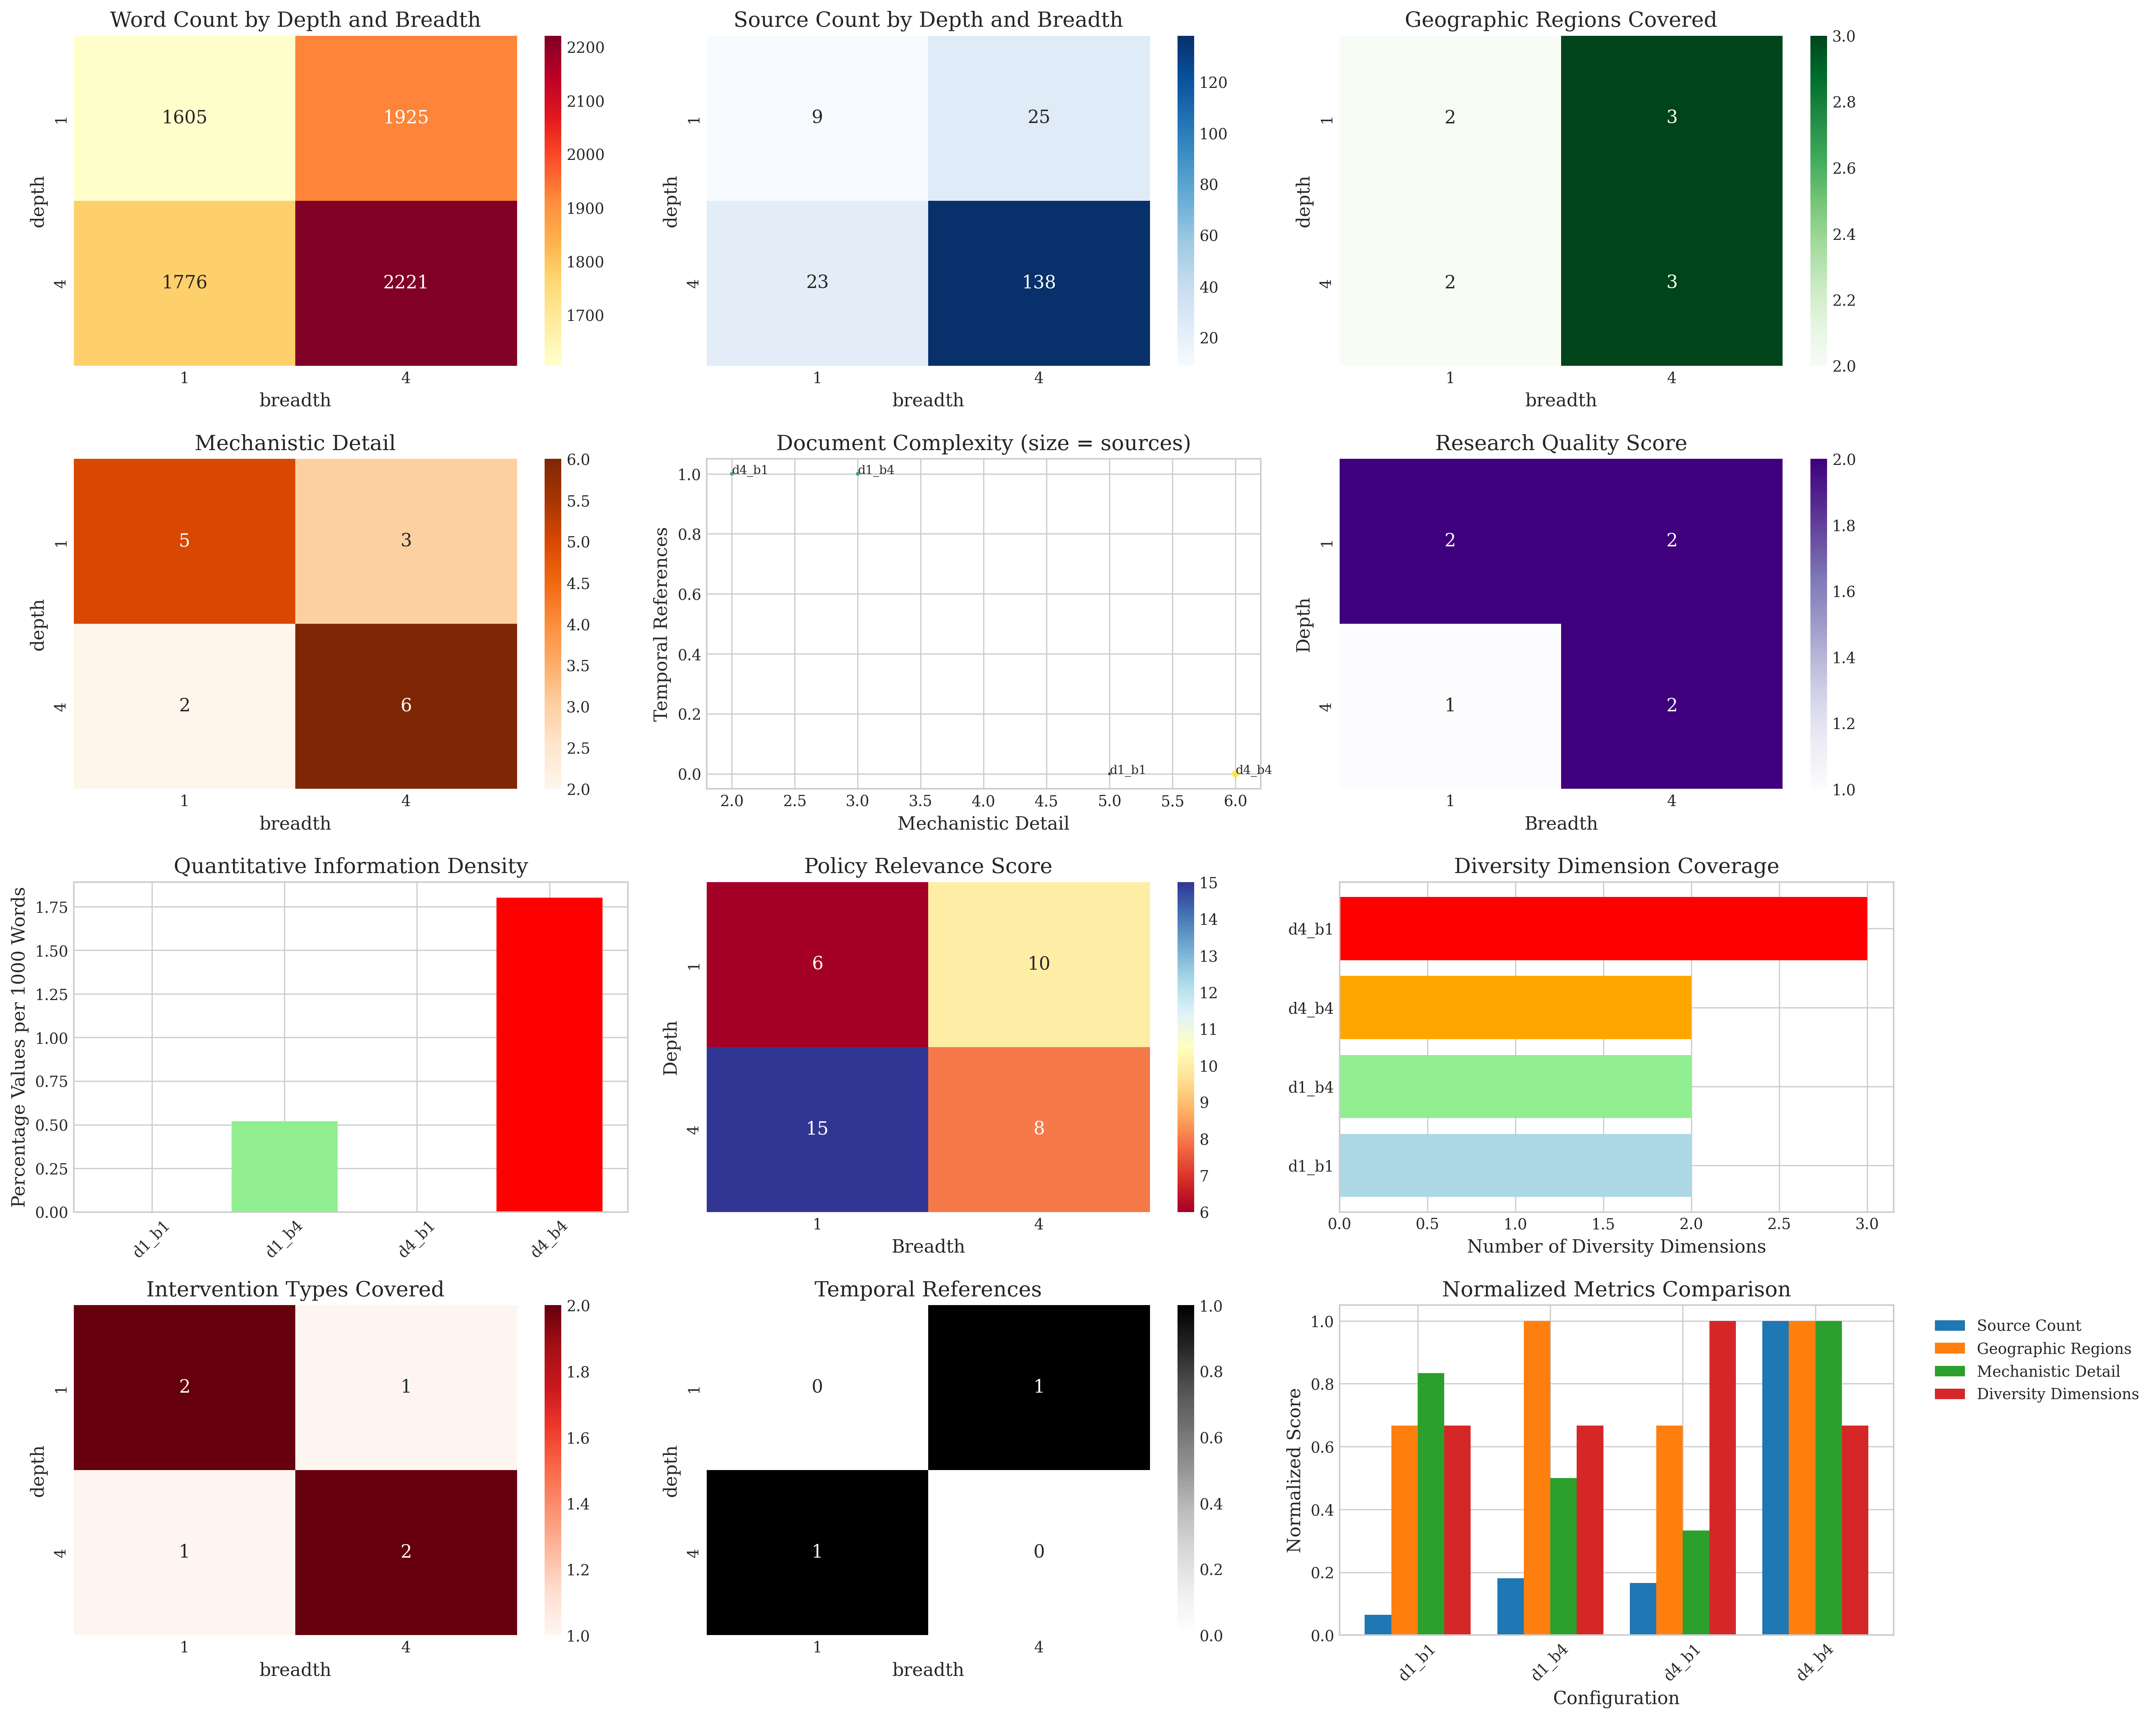 Word Count by Depth and Breadth
1605 1925
1776 2221
1
4
depth
1 4
breadth
2200
2100
2000
1900
1800
1700
Source Count by Depth and Breadth
9 25
23 138
1
4
depth
1 4
breadth
120
100
80
60
40
20
Geographic Regions Covered
2 3
2 3
1
4
depth
1 4
breadth
3.0
2.8
2.6
2.4
2.2
2.0
Mechanistic Detail
5 3
2 6
1
4
depth
1 4
breadth
6.0
5.5
5.0
4.5
4.0
3.5
3.0
2.5
2.0
Document Complexity (size = sources)
d4_b1 d1_b4
d1_b1 d4_b4
1.0
0.8
0.6
0.4
0.2
0.0
Temporal References
2.0 2.5 3.0 3.5 4.0 4.5 5.0 5.5 6.0
Mechanistic Detail
Research Quality Score
2 2
1 2
1
4
Depth
1 4
Breadth
2.0
1.8
1.6
1.4
1.2
1.0
Quantitative Information Density
1.75
1.50
1.25
1.00
0.75
0.50
0.25
0.00
Percentage Values per 1000 Words
d1_b1 d1_b4 d4_b1 d4_b4
Policy Relevance Score
6 10
15 8
1
4
Depth
1 4
Breadth
15
14
13
12
11
10
9
8
7
6
Diversity Dimension Coverage
d4_b1
d4_b4
d1_b4
d1_b1
0.0 0.5 1.0 1.5 2.0 2.5 3.0
Number of Diversity Dimensions
Intervention Types Covered
2 1
1 2
1
4
depth
1 4
breadth
2.0
1.8
1.6
1.4
1.2
1.0
Temporal References
0 1
1 0
1
4
depth
1 4
breadth
1.0
0.8
0.6
0.4
0.2
0.0
Normalized Metrics Comparison
1.0
0.8
0.6
0.4
0.2
0.0
Normalized Score
d1_b1 d1_b4 d4_b1 d4_b4
Configuration
Source Count
Geographic Regions
Mechanistic Detail
Diversity Dimensions